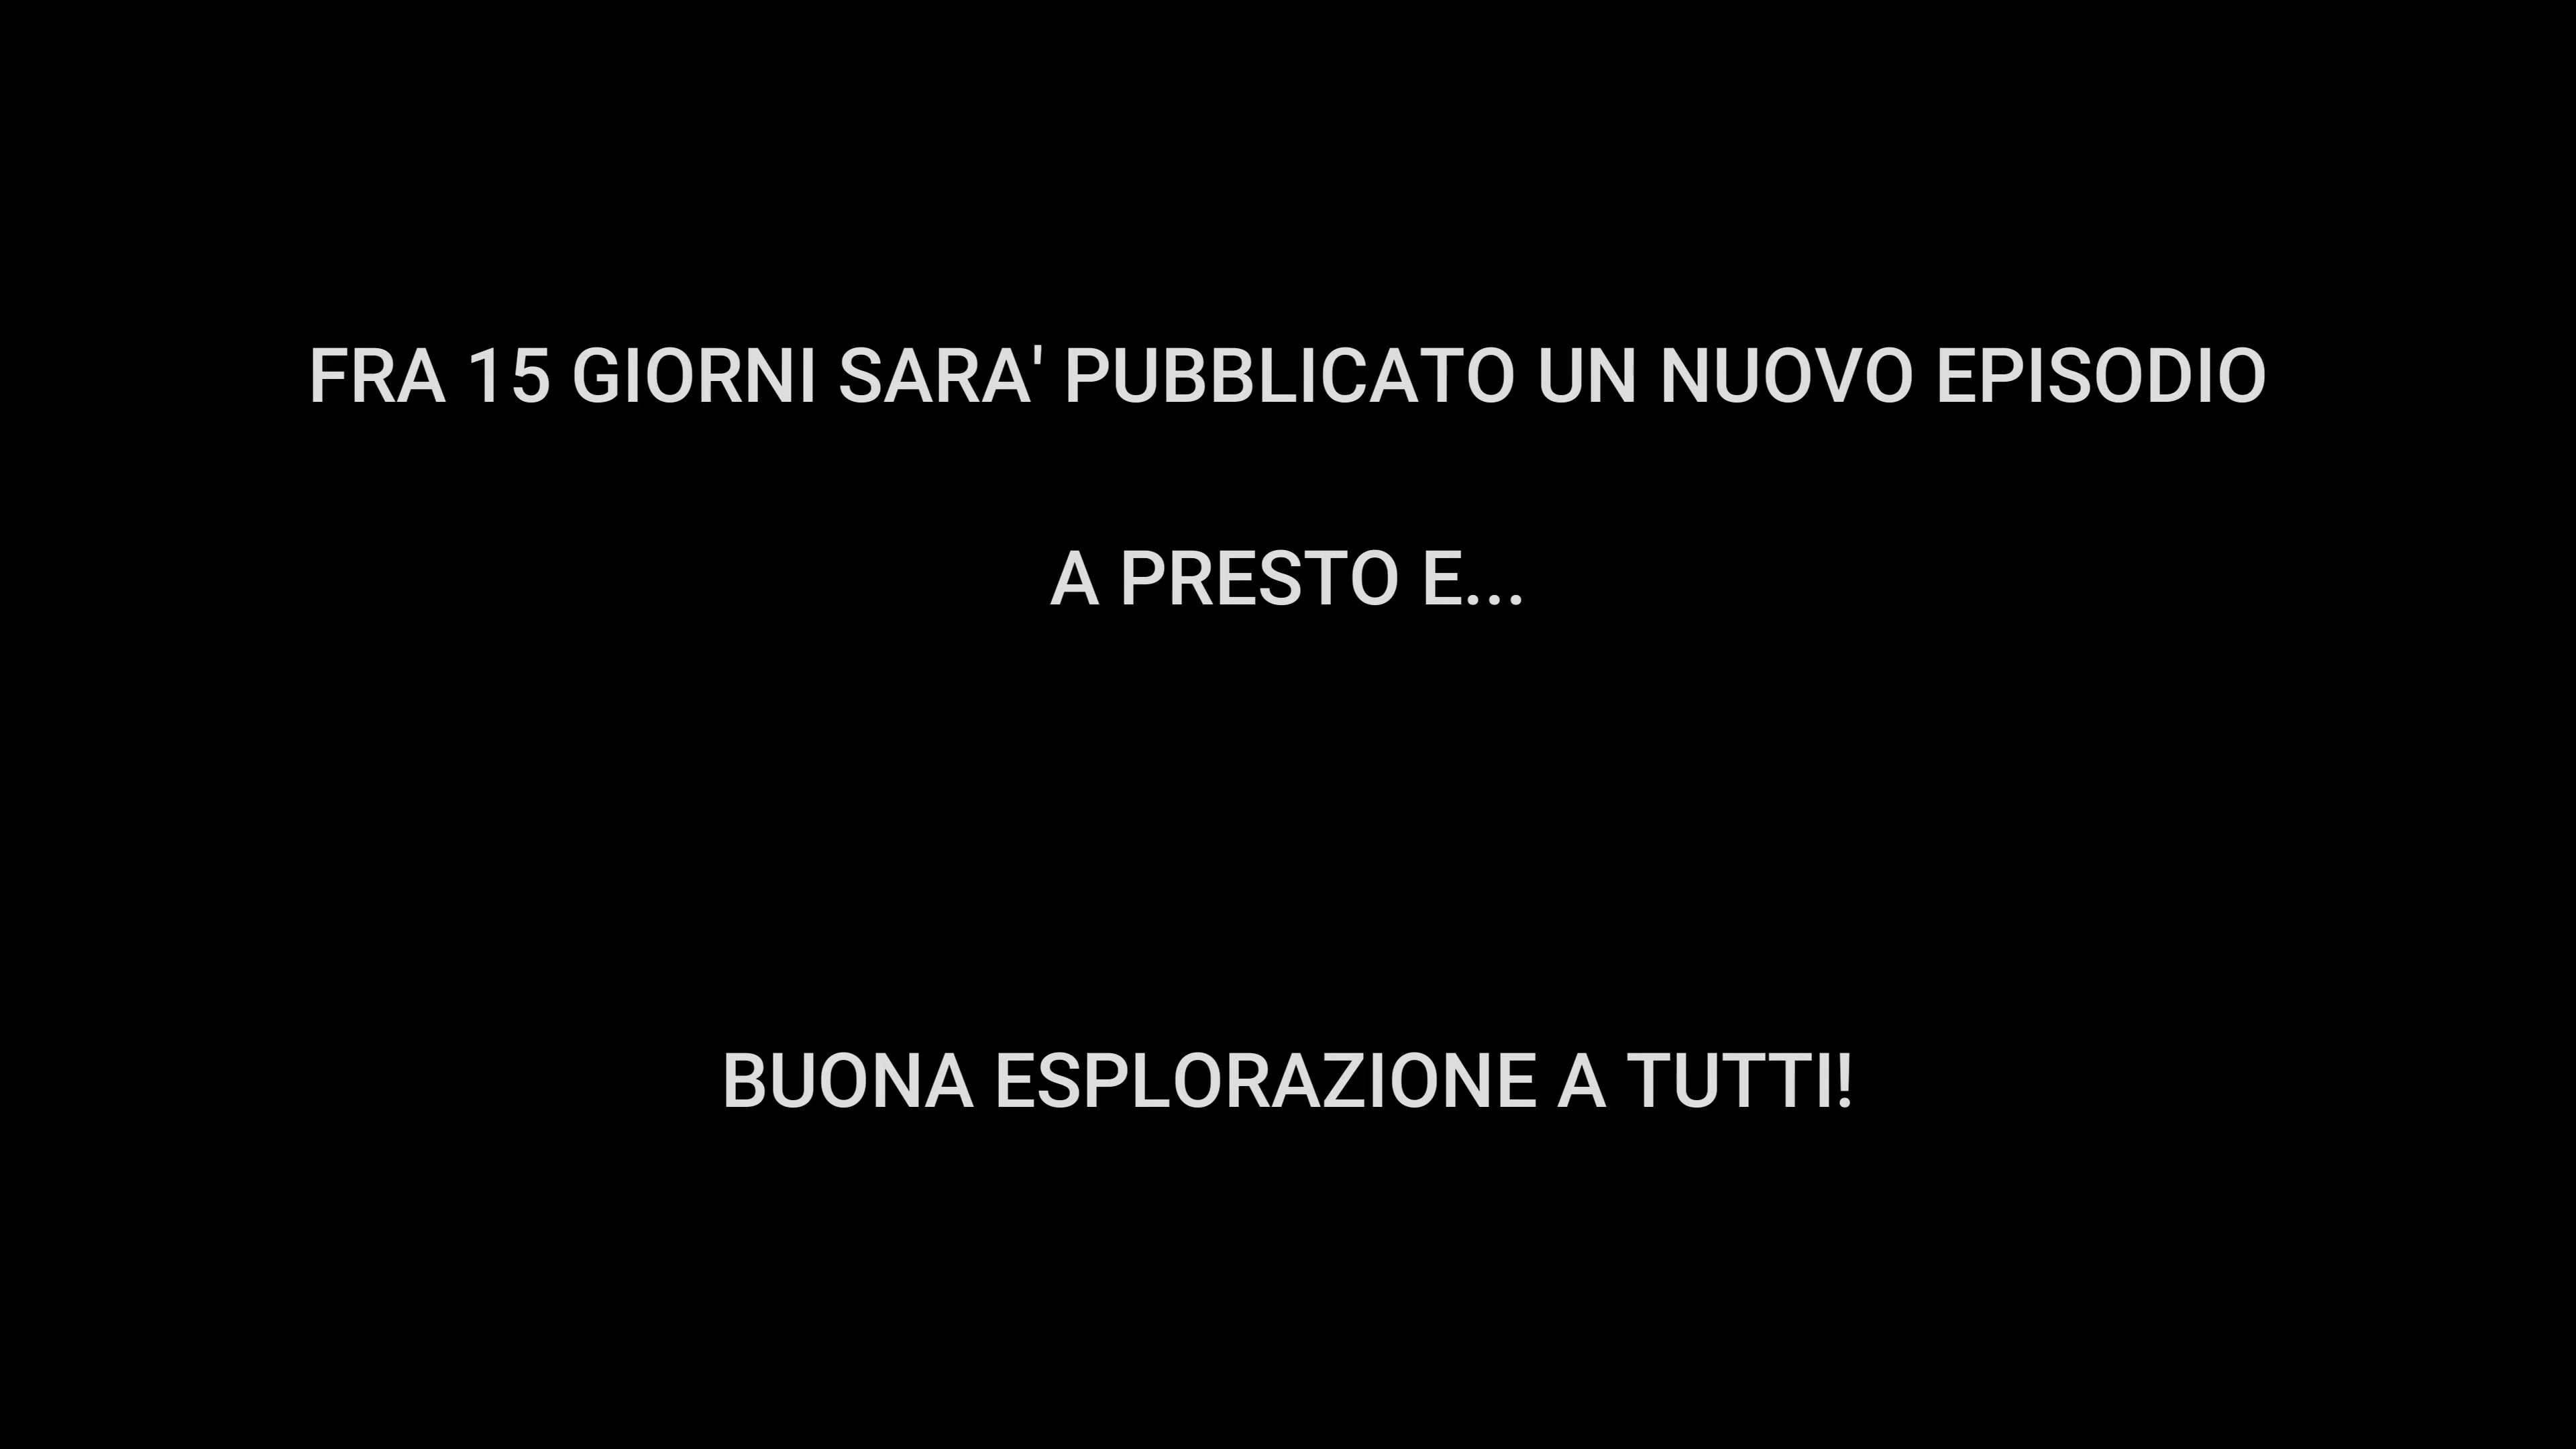 FRA 15 GIORNI SARA' PUBBLICATO UN NUOVO EPISODIO
A PRESTO E...
BUONA ESPLORAZIONE A TUTTI!